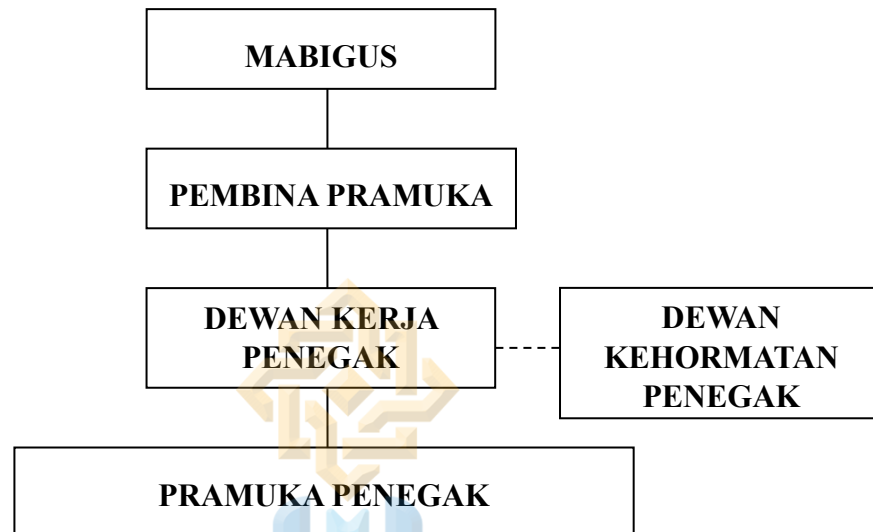 MABIGUS
PEMBINA PRAMUKA
DEWAN KERJA
PENEGAK
DEWAN
KEHORMATAN
PENEGAK
PRAMUKA PENEGAK